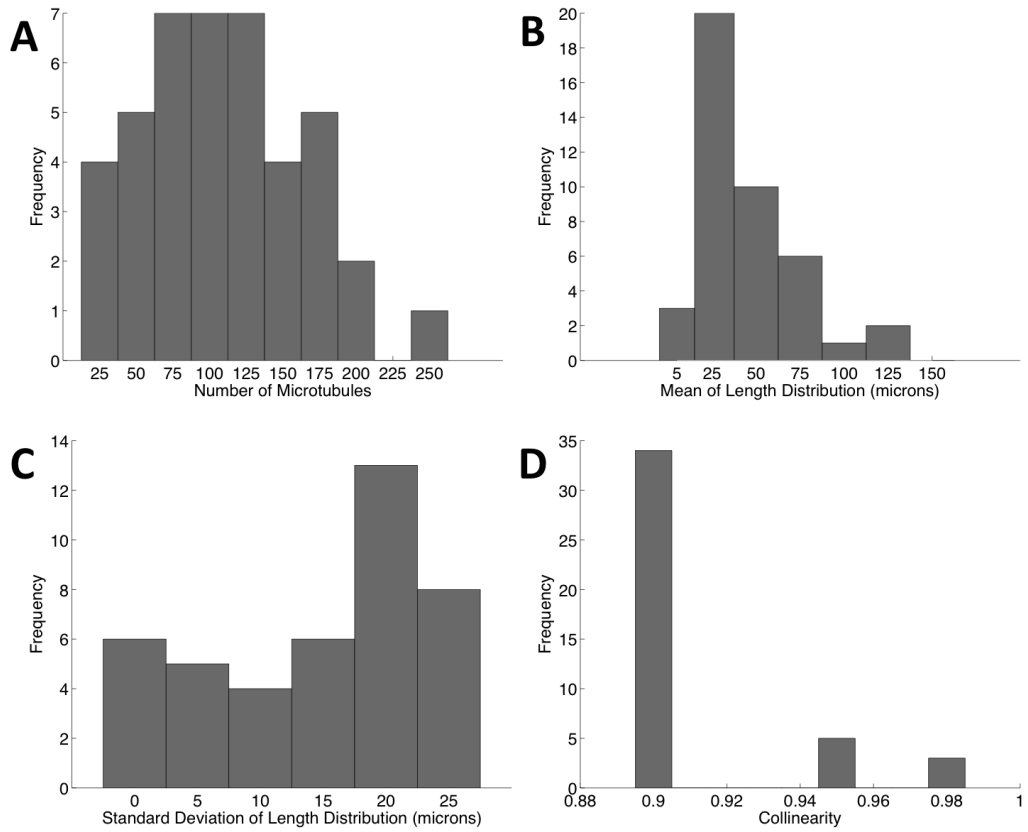 A
7
6
5
4
3
2
1
0
Frequency
25 50 75 100 125 150 175 200 225 250
Number of Microtubules
B
20
18
16
14
12
10
8
6
4
2
0
Frequency
5 25 50 75 100 125 150
Mean of Length Distribution (microns)
C
14
12
10
8
6
4
2
0
Frequency
0 5 10 15 20 25
Standard Deviation of Length Distribution (microns)
D
35
30
25
20
15
10
5
0
Frequency
0.88 0.9 0.92 0.94 0.96 0.98 1
Collinearity